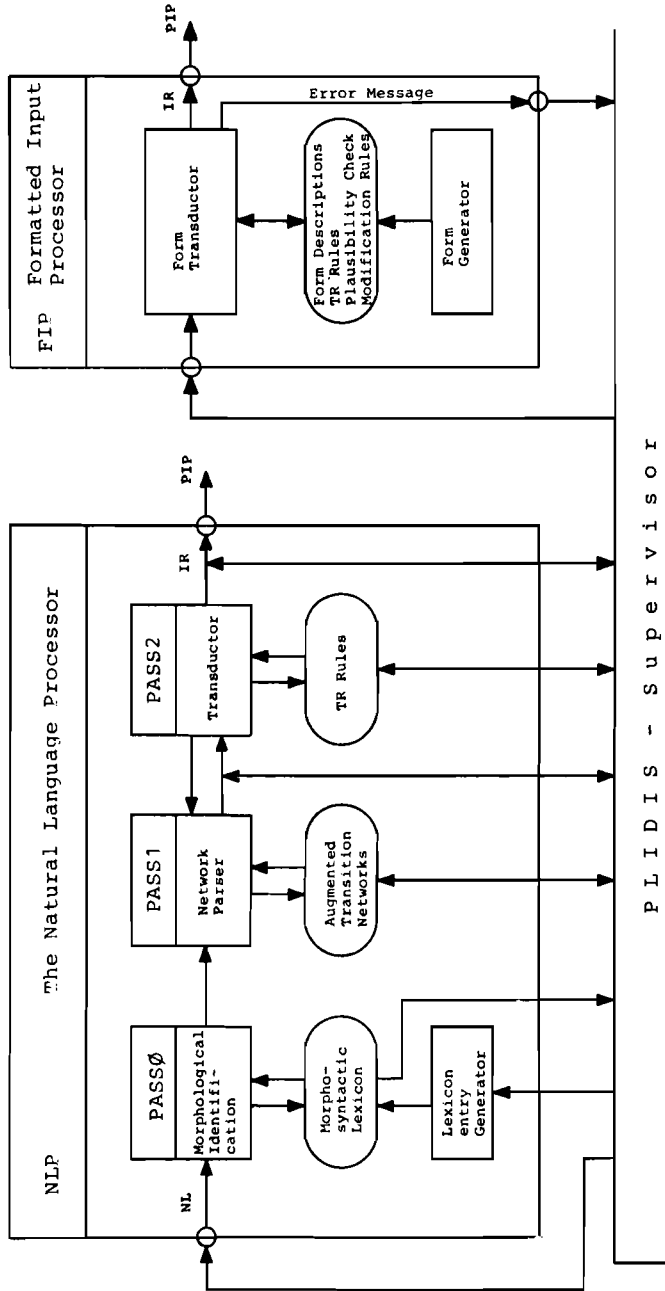 NLP The Natural Language Processor
PASSØ
Morphological
Identifi-
cation
PASS1
Network
Parser
PASS2
Transductor
NL
IR
PIP
Morpho-
syntactic
Lexicon
Augmented
Transition
Networks
TR Rules
Lexicon
entry
Generator
FIP Formatted Input
Processor
Form
Transductor
IR
PIP
Error Message
Form Descriptions
TR Rules
Plausibility Check
Modification Rules
Form
Generator
PLIDIS - Supervisor